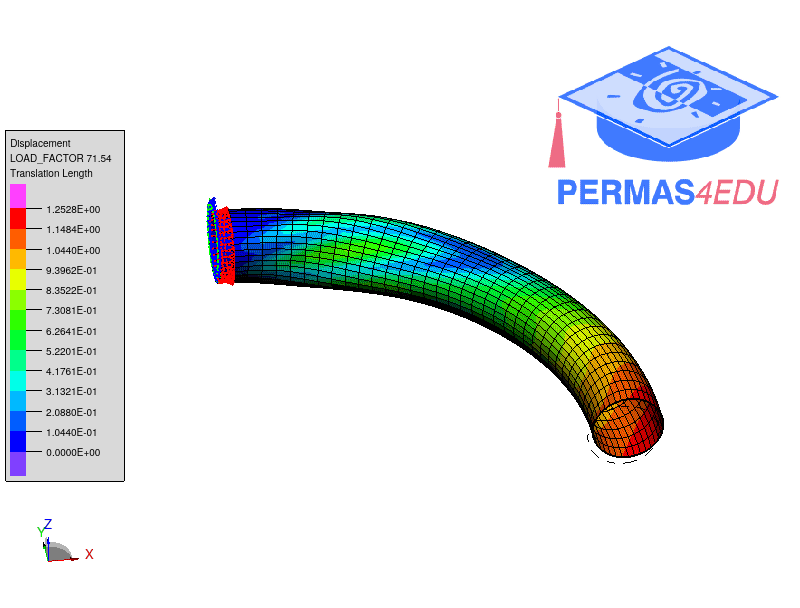 PERMAS4EDU
Displacement
LOAD_FACTOR 71.54
Translation Length
1.2528E+00
1.1484E+00
1.0440E+00
9.3962E-01
8.3522E-01
7.3081E-01
6.2641E-01
5.2201E-01
4.1761E-01
3.1321E-01
2.0880E-01
1.0440E-01
0.0000E+00
Z
Y
X